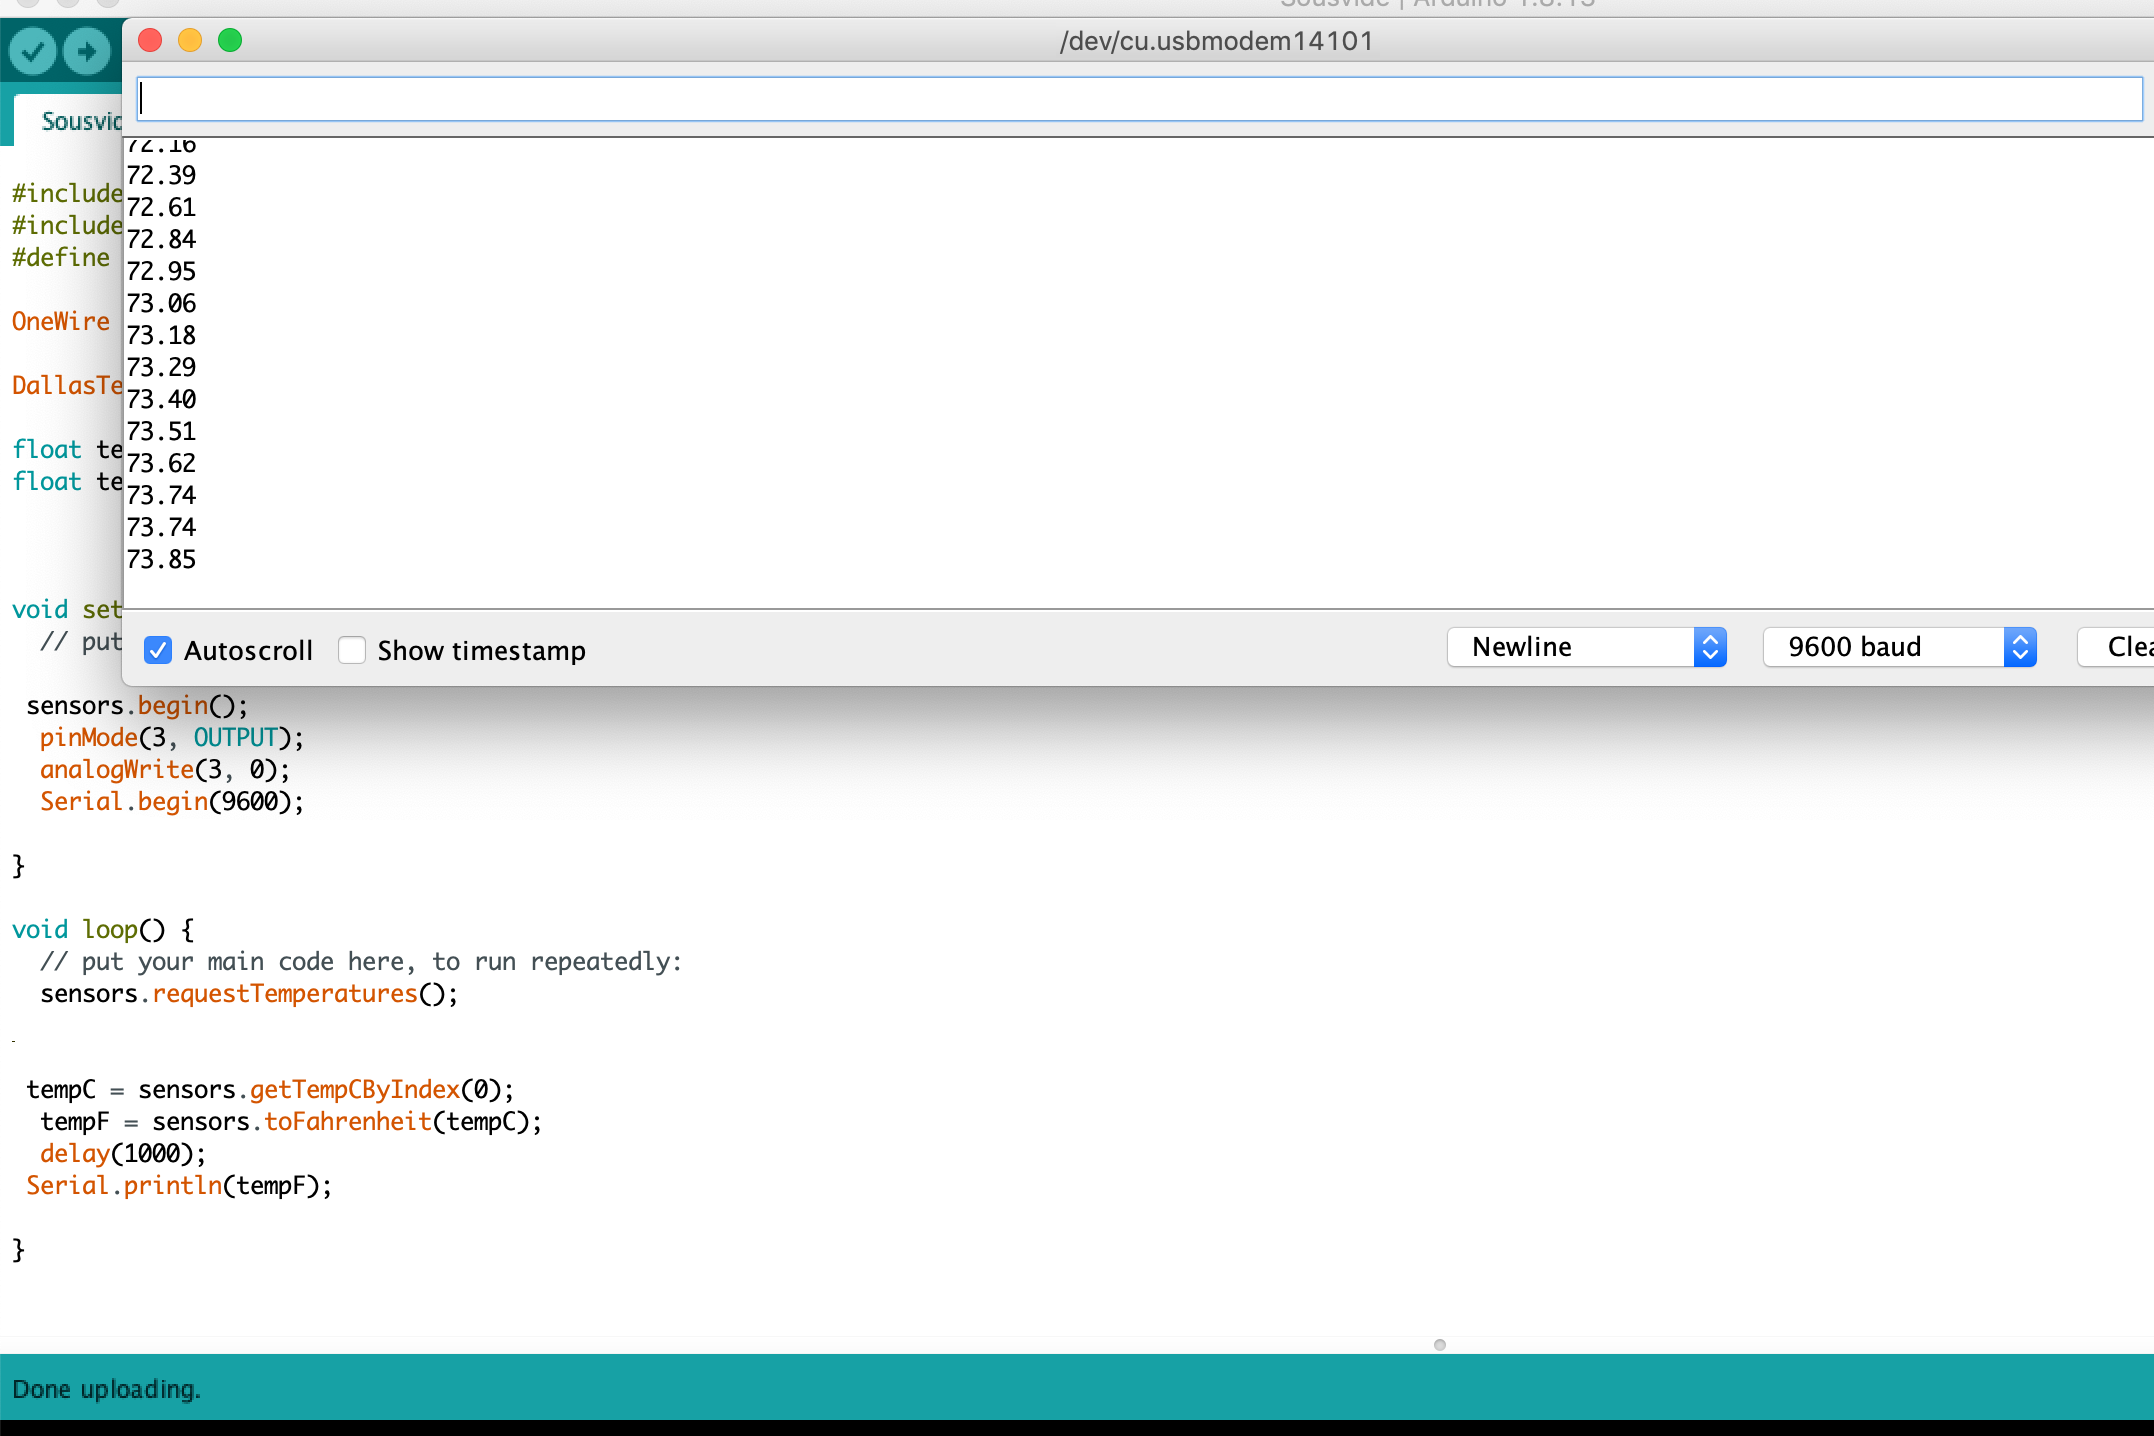 Sousvide | Arduino 1.8.13
/dev/cu.usbmodem14101
Sousvid
72.16
72.39
72.61
72.84
72.95
73.06
73.18
73.29
73.40
73.51
73.62
73.74
73.74
73.85
Autoscroll Show timestamp Newline 9600 baud Clea
#include
#include
#define
OneWire
DallasTe
float te
float te
void set
// put
sensors.begin();
pinMode(3, OUTPUT);
analogWrite(3, 0);
Serial.begin(9600);
}
void loop() {
// put your main code here, to run repeatedly:
sensors.requestTemperatures();
tempC = sensors.getTempCByIndex(0);
tempF = sensors.toFahrenheit(tempC);
delay(1000);
Serial.println(tempF);
}
Done uploading.